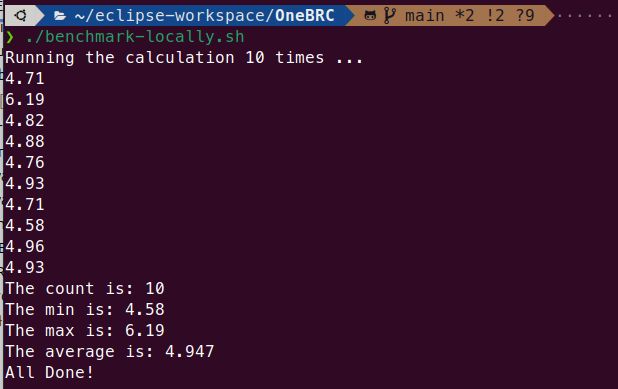 ~/eclipse-workspace/OneBRC main *2 !2 ?9
❯ ./benchmark-locally.sh
Running the calculation 10 times ...
4.71
6.19
4.82
4.88
4.76
4.93
4.71
4.58
4.96
4.93
The count is: 10
The min is: 4.58
The max is: 6.19
The average is: 4.947
All Done!